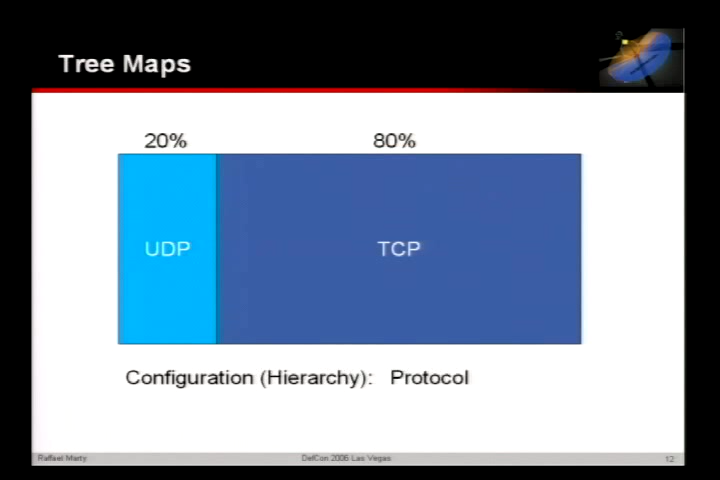 Tree Maps
20% 80%
UDP TCP
Configuration (Hierarchy): Protocol
Raffael Marty DefCon 2006 Las Vegas 12